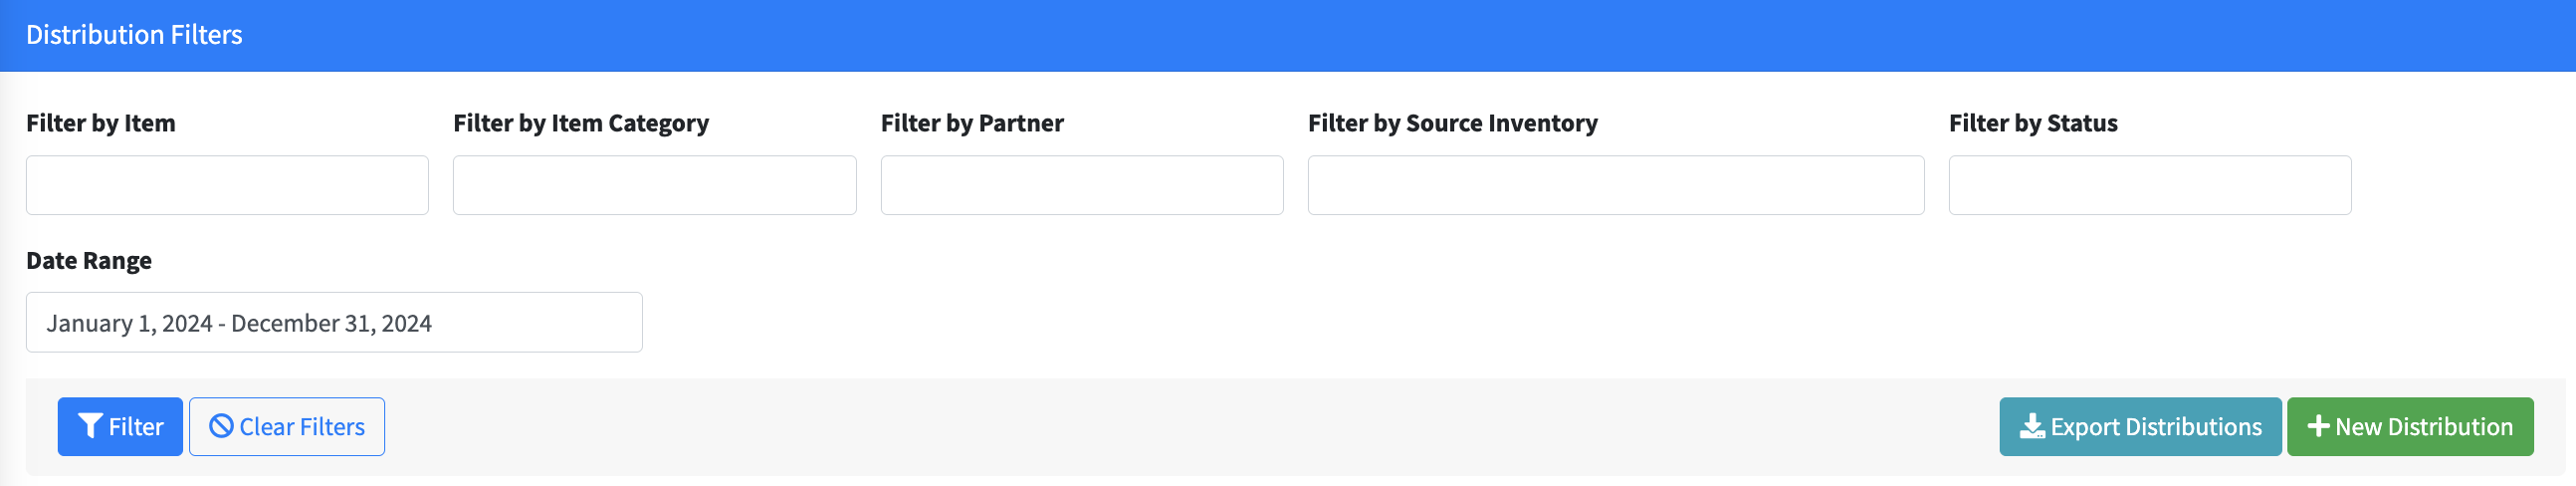 Distribution Filters
Filter by Item
Filter by Item Category
Filter by Partner
Filter by Source Inventory
Filter by Status
Date Range
January 1, 2024 - December 31, 2024
Filter
Clear Filters
Export Distributions
New Distribution